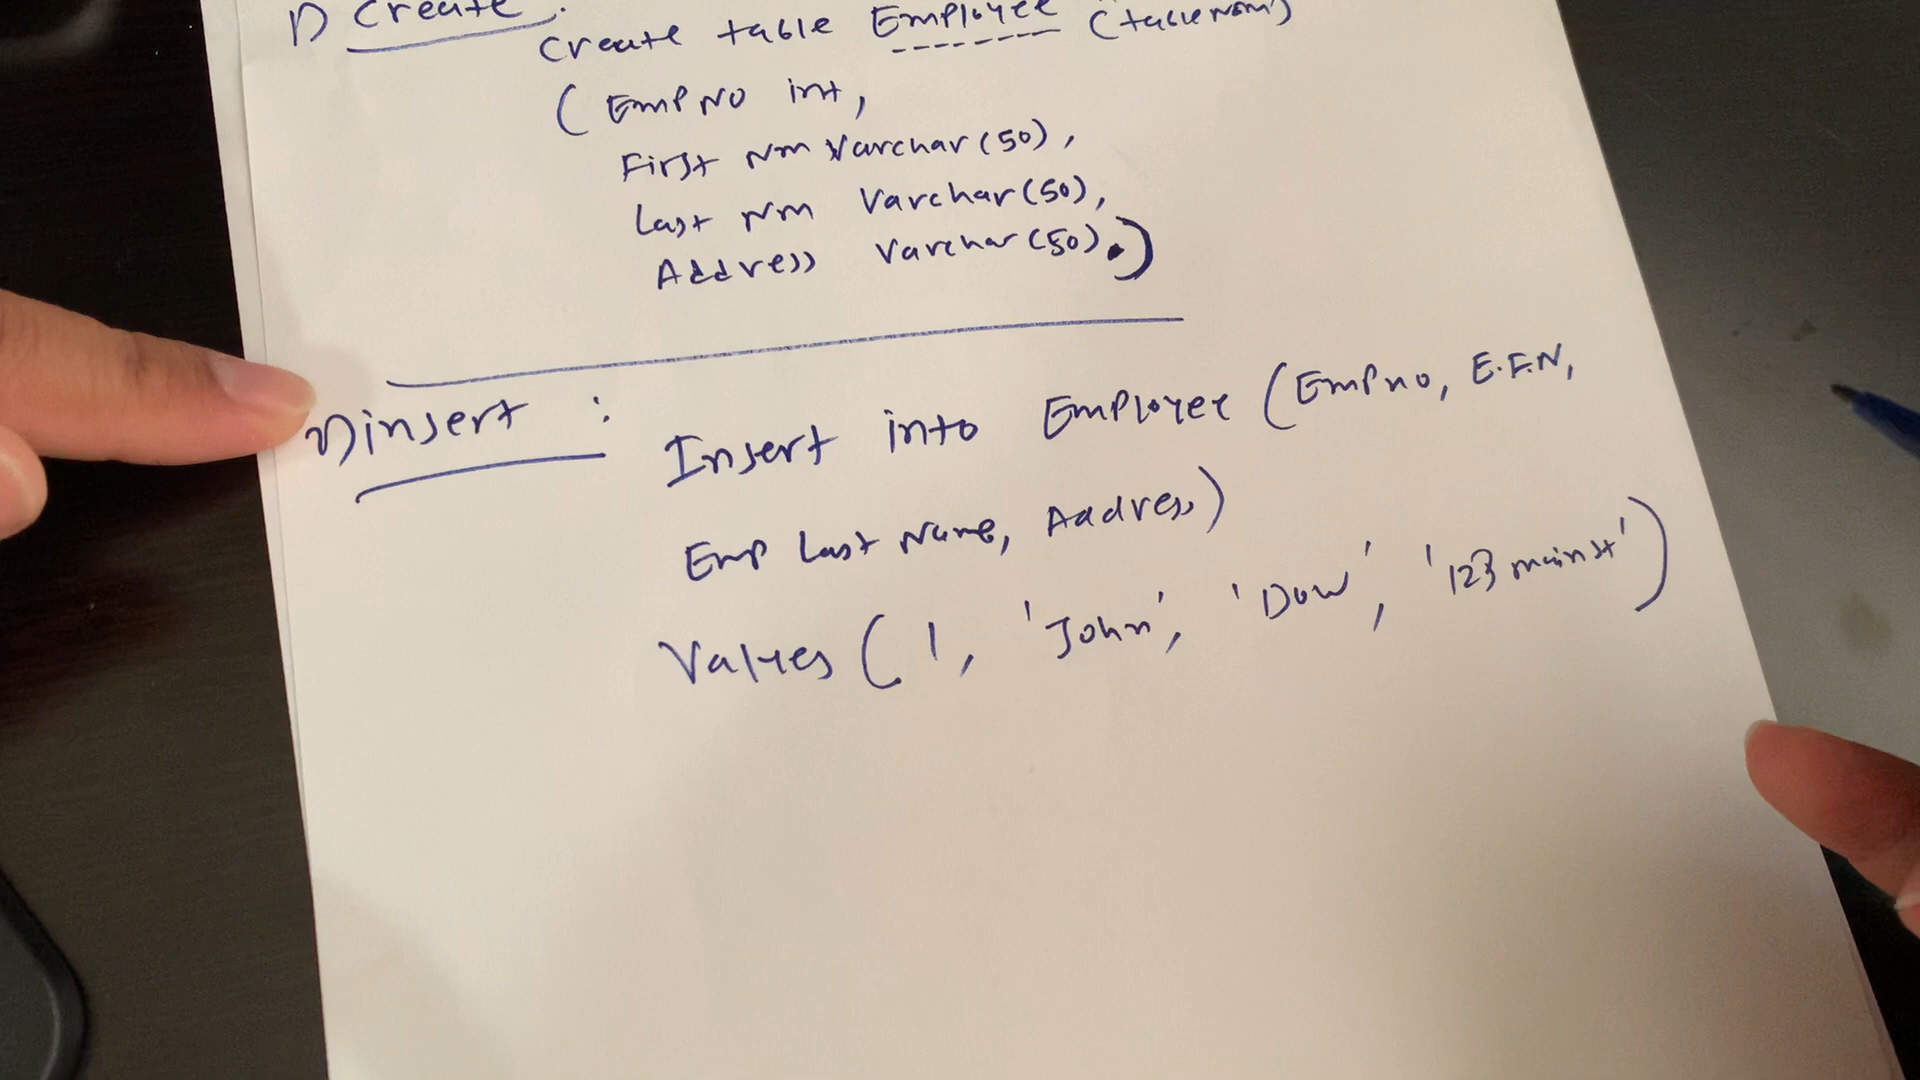 1) Create :
Create table Employee (table Nam)
( EmpNo int,
First Nm Varchar (50),
Last Nm Varchar (50),
Address Varchar (50).)
2) insert : Insert into Employee (Empno, E.F.N,
Emp Last Name, Address)
Values ( 1, 'John', 'Dow', '123 main st')